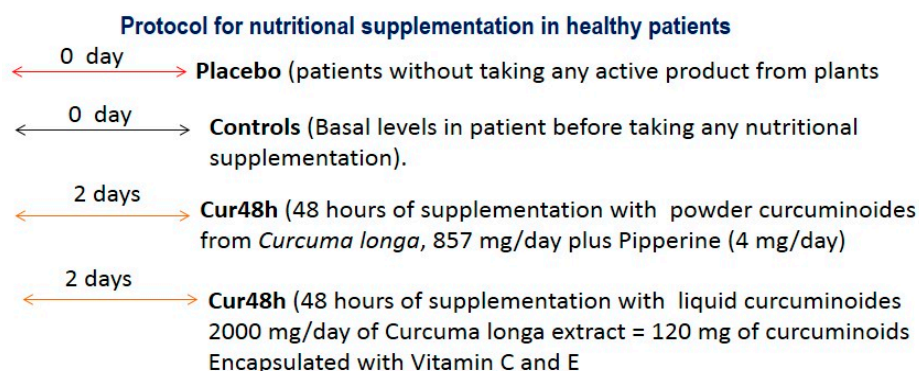 Protocol for nutritional supplementation in healthy patients
0 day
Placebo (patients without taking any active product from plants
0 day
Controls (Basal levels in patient before taking any nutritional
supplementation).
2 days
Cur48h (48 hours of supplementation with powder curcuminoides
from Curcuma longa, 857 mg/day plus Pipperine (4 mg/day)
2 days
Cur48h (48 hours of supplementation with liquid curcuminoides
2000 mg/day of Curcuma longa extract = 120 mg of curcuminoids
Encapsulated with Vitamin C and E